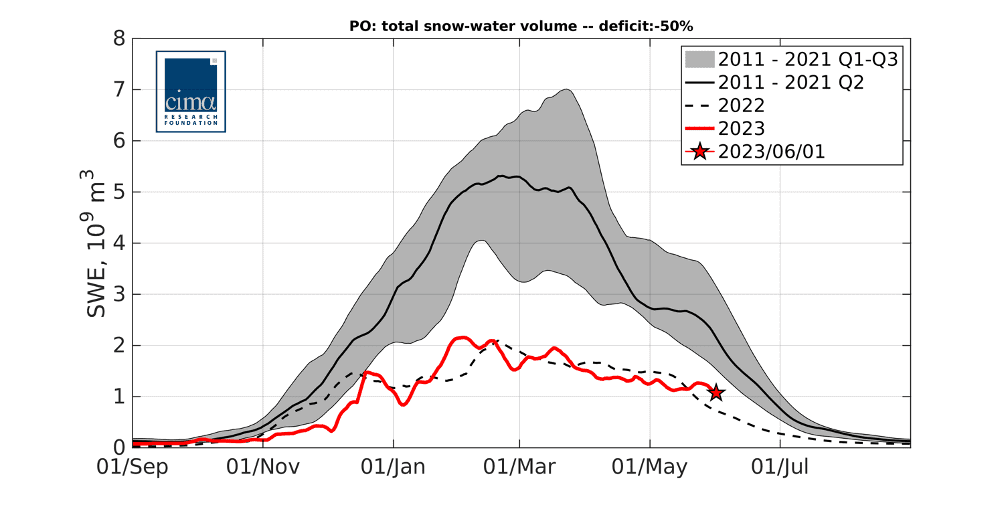 PO: total snow-water volume -- deficit:-50%
cima
RESEARCH
FOUNDATION
2011 - 2021 Q1-Q3
2011 - 2021 Q2
2022
2023
2023/06/01
SWE, 10⁹ m³
8
7
6
5
4
3
2
1
0
01/Sep 01/Nov 01/Jan 01/Mar 01/May 01/Jul